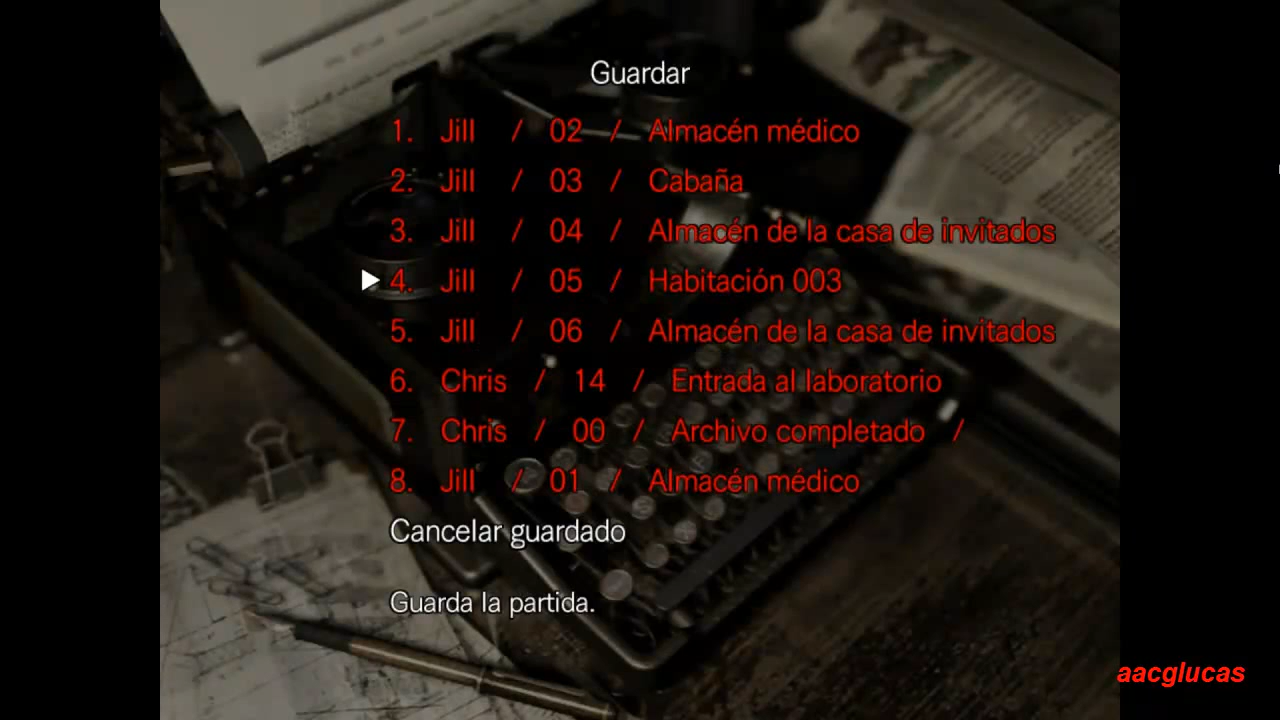 Guardar
1. Jill / 02 / Almacén médico
2. Jill / 03 / Cabaña
3. Jill / 04 / Almacén de la casa de invitados
4. Jill / 05 / Habitación 003
5. Jill / 06 / Almacén de la casa de invitados
6. Chris / 14 / Entrada al laboratorio
7. Chris / 00 / Archivo completado /
8. Jill / 01 / Almacén médico
Cancelar guardado
Guarda la partida.
aacglucas